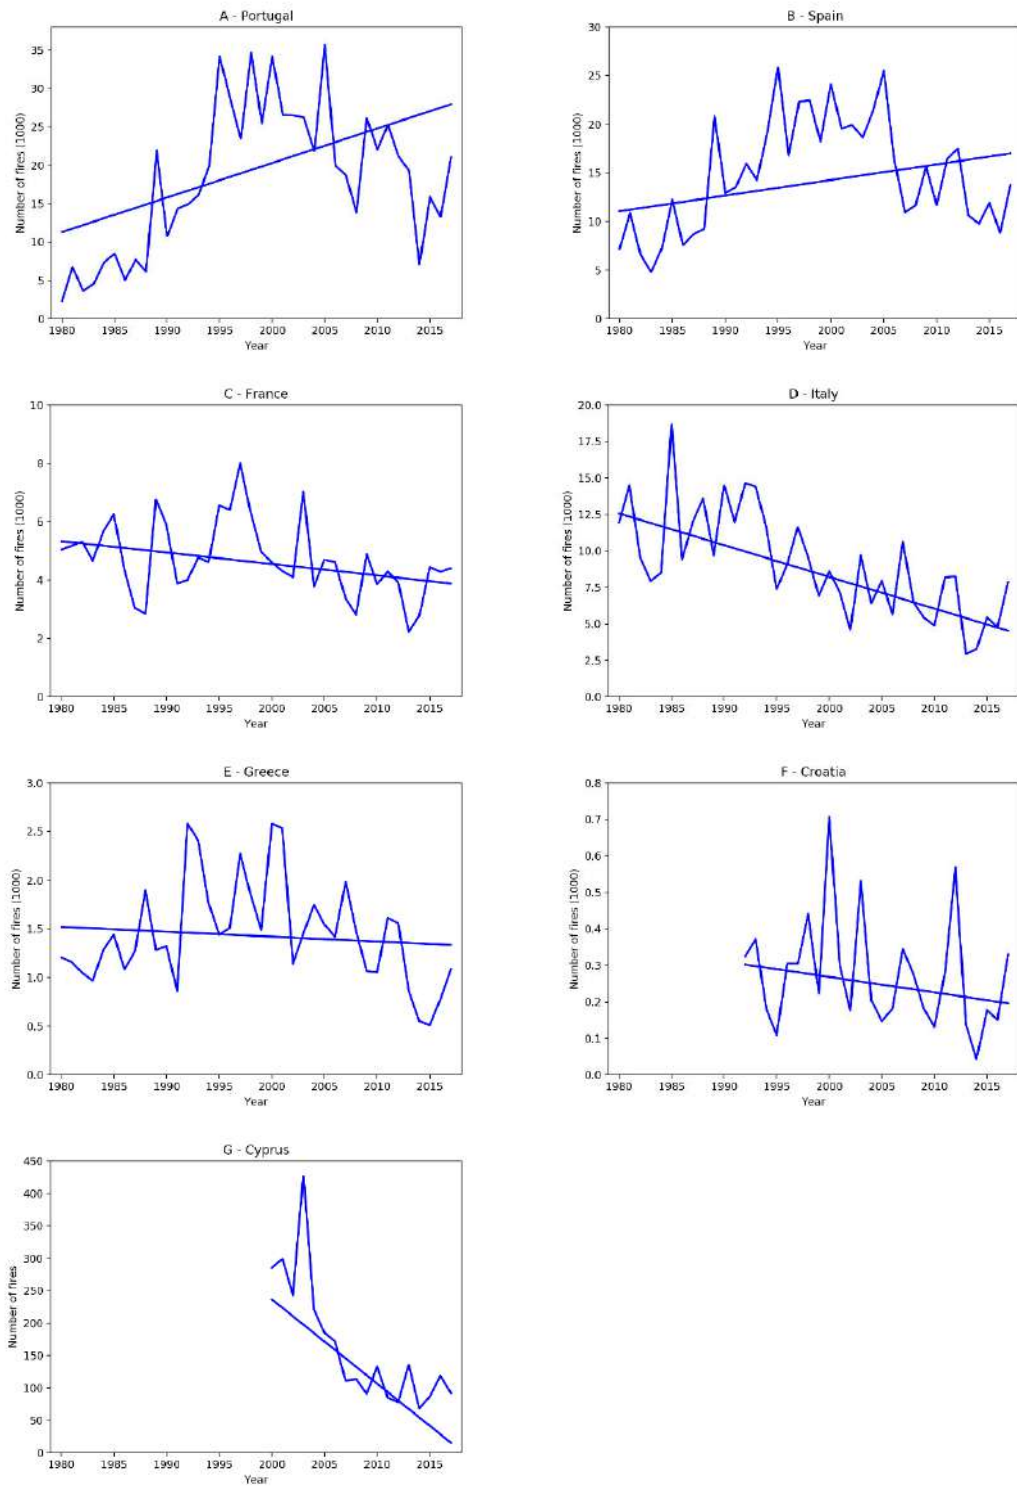 A - Portugal
Number of fires (1000)
35
30
25
20
15
10
5
0
1980 1985 1990 1995 2000 2005 2010 2015
Year
B - Spain
Number of fires (1000)
30
25
20
15
10
5
0
1980 1985 1990 1995 2000 2005 2010 2015
Year
C - France
Number of fires (1000)
10
8
6
4
2
0
1980 1985 1990 1995 2000 2005 2010 2015
Year
D - Italy
Number of fires (1000)
20.0
17.5
15.0
12.5
10.0
7.5
5.0
2.5
0.0
1980 1985 1990 1995 2000 2005 2010 2015
Year
E - Greece
Number of fires (1000)
3.0
2.5
2.0
1.5
1.0
0.5
0.0
1980 1985 1990 1995 2000 2005 2010 2015
Year
F - Croatia
Number of fires (1000)
0.8
0.7
0.6
0.5
0.4
0.3
0.2
0.1
0.0
1980 1985 1990 1995 2000 2005 2010 2015
Year
G - Cyprus
Number of fires
450
400
350
300
250
200
150
100
50
0
1980 1985 1990 1995 2000 2005 2010 2015
Year